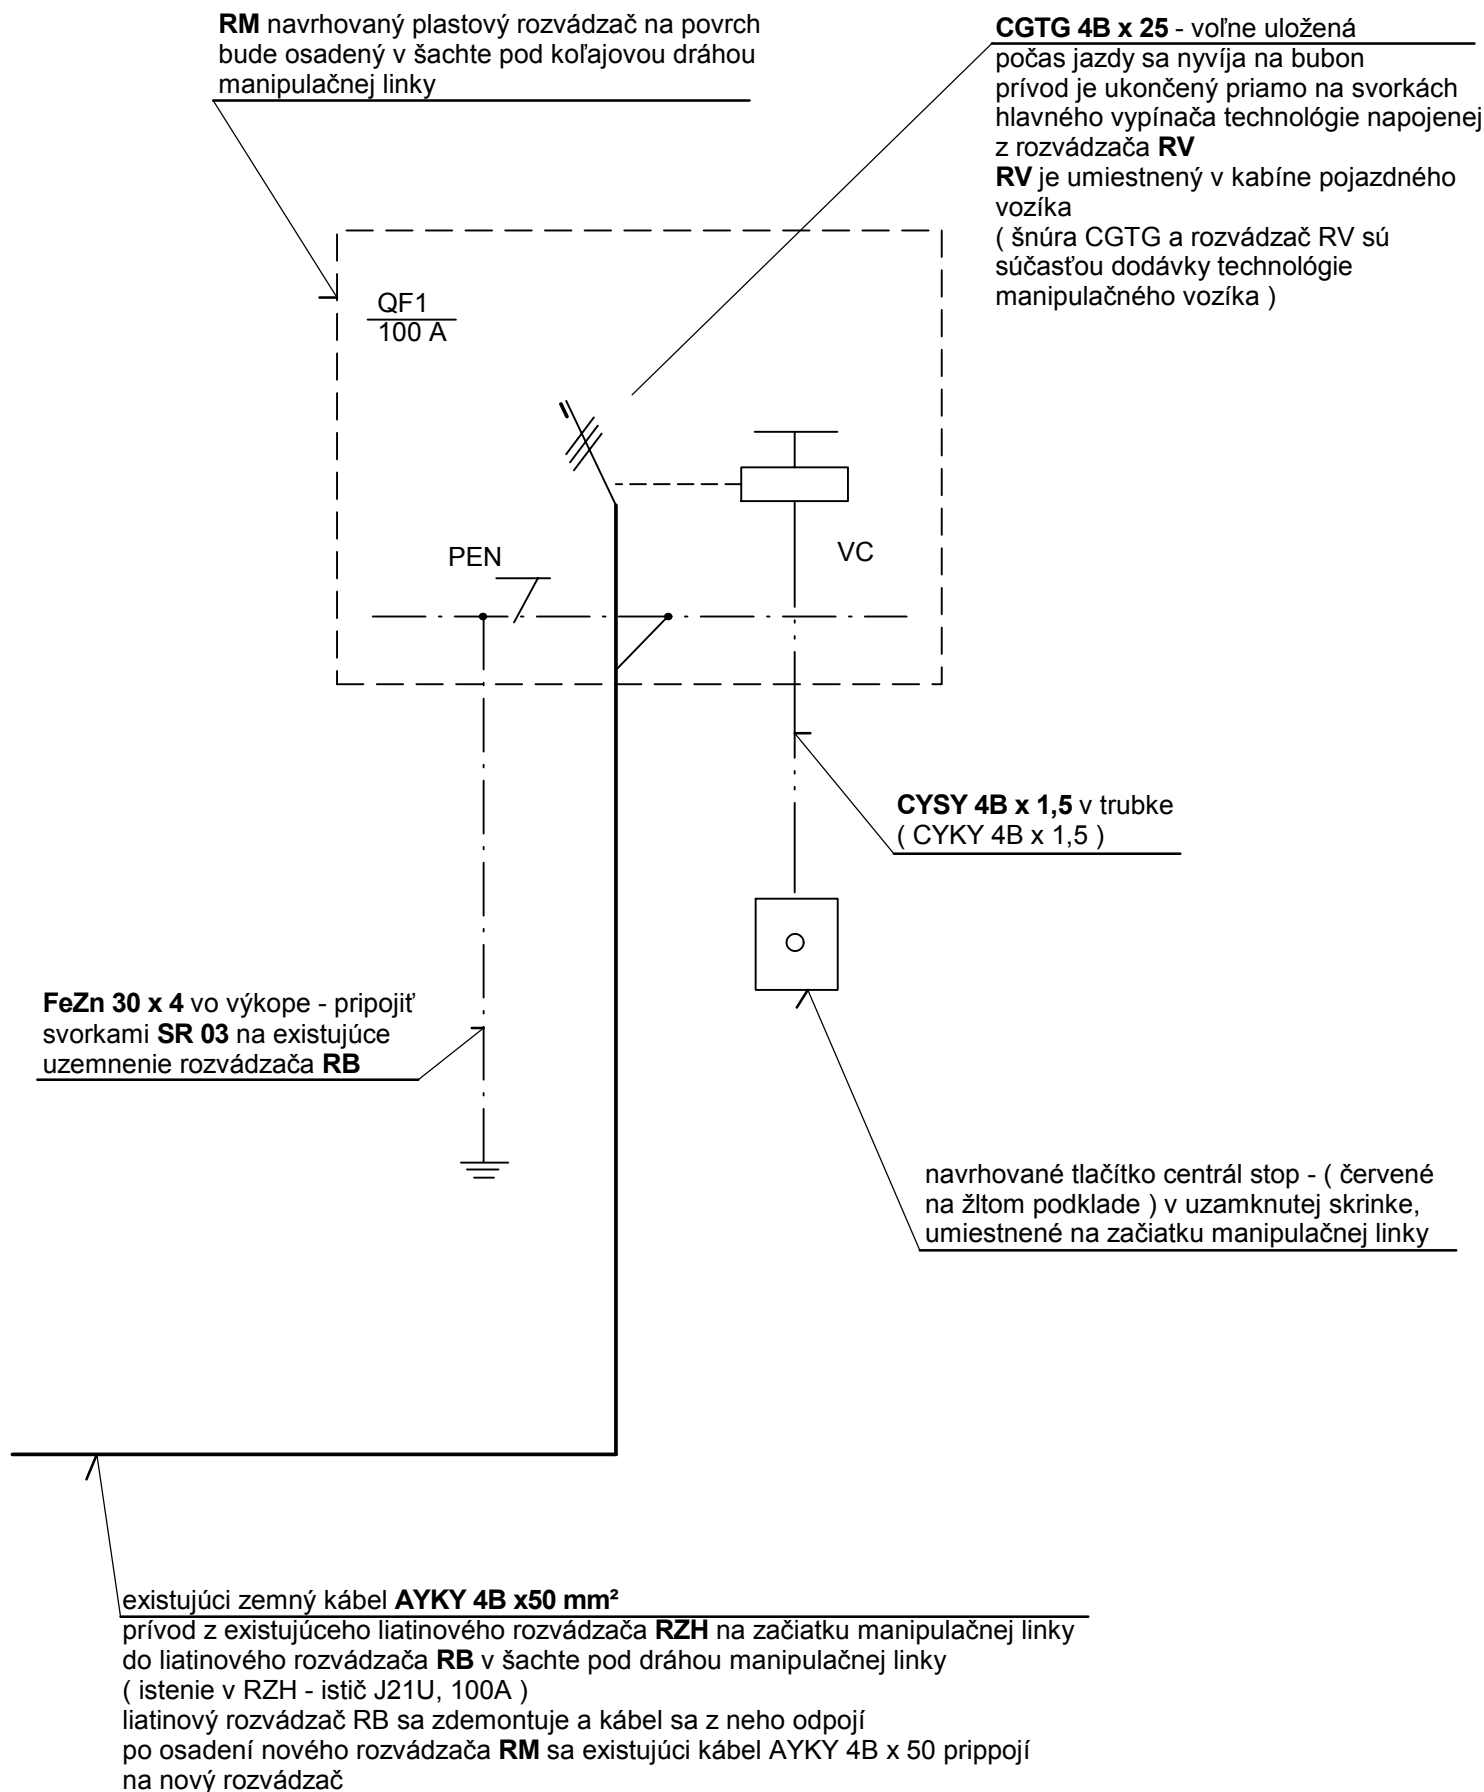 RM navrhovaný plastový rozvádzač na povrch
bude osadený v šachte pod koľajovou dráhou
manipulačnej linky
CGTG 4B x 25 - voľne uložená
počas jazdy sa nyvíja na bubon
prívod je ukončený priamo na svorkách
hlavného vypínača technológie napojenej
z rozvádzača RV
RV je umiestnený v kabíne pojazdného
vozíka
( šnúra CGTG a rozvádzač RV sú
súčasťou dodávky technológie
manipulačného vozíka )
QF1
100 A
PEN
VC
CYSY 4B x 1,5 v trubke
( CYKY 4B x 1,5 )
FeZn 30 x 4 vo výkope - pripojiť
svorkami SR 03 na existujúce
uzemnenie rozvádzača RB
navrhované tlačítko centrál stop - ( červené
na žltom podklade ) v uzamknutej skrinke,
umiestnené na začiatku manipulačnej linky
existujúci zemný kábel AYKY 4B x50 mm²
prívod z existujúceho liatinového rozvádzača RZH na začiatku manipulačnej linky
do liatinového rozvádzača RB v šachte pod dráhou manipulačnej linky
( istenie v RZH - istič J21U, 100A )
liatinový rozvádzač RB sa zdemontuje a kábel sa z neho odpojí
po osadení nového rozvádzača RM sa existujúci kábel AYKY 4B x 50 prippojí
na nový rozvádzač